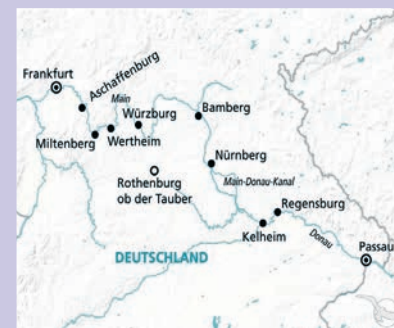 Frankfurt
Aschaffenburg
Main
Würzburg
Bamberg
Miltenberg
Wertheim
Nürnberg
Rothenburg
ob der Tauber
Main-Donau-Kanal
Regensburg
Kelheim
Donau
DEUTSCHLAND
Passau